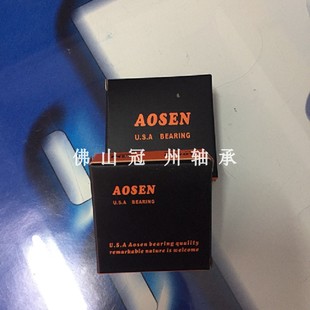 AOSEN
U.S.A BEARING
佛山冠州轴承
AOSEN
U.S.A BEARING
U.S.A Aosen bearing quality
remarkable nature is welcome